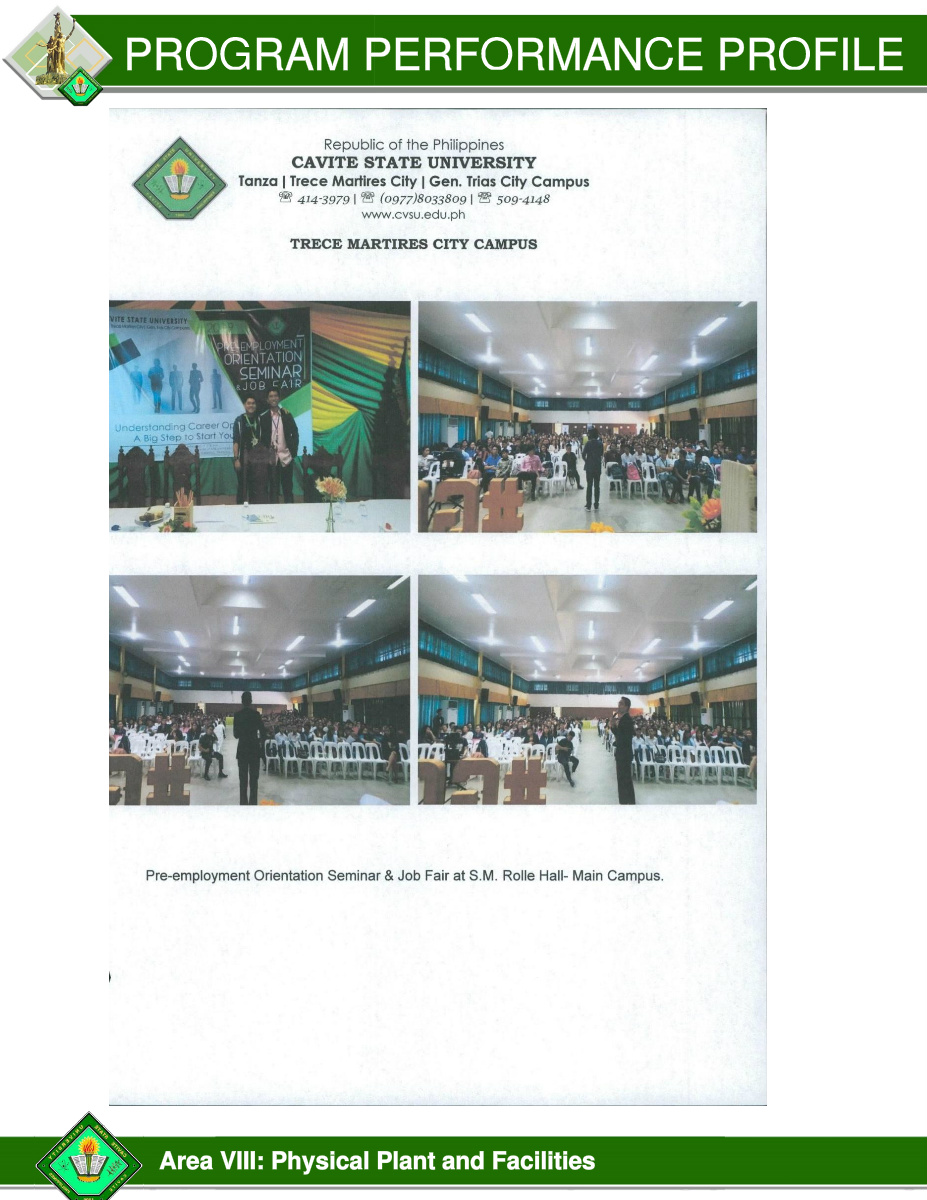 PROGRAM PERFORMANCE PROFILE
Republic of the Philippines
CAVITE STATE UNIVERSITY
Tanza | Trece Martires City | Gen. Trias City Campus
☏ 414-3979 | ☏ (0977)8033809 | ☏ 509-4148
www.cvsu.edu.ph
TRECE MARTIRES CITY CAMPUS
VITE STATE UNIVERSITY
PRE-EMPLOYMENT
ORIENTATION
SEMINAR
& JOB FAIR
Understanding Career Op
A Big Step to Start You
Pre-employment Orientation Seminar & Job Fair at S.M. Rolle Hall- Main Campus.
Area VIII: Physical Plant and Facilities